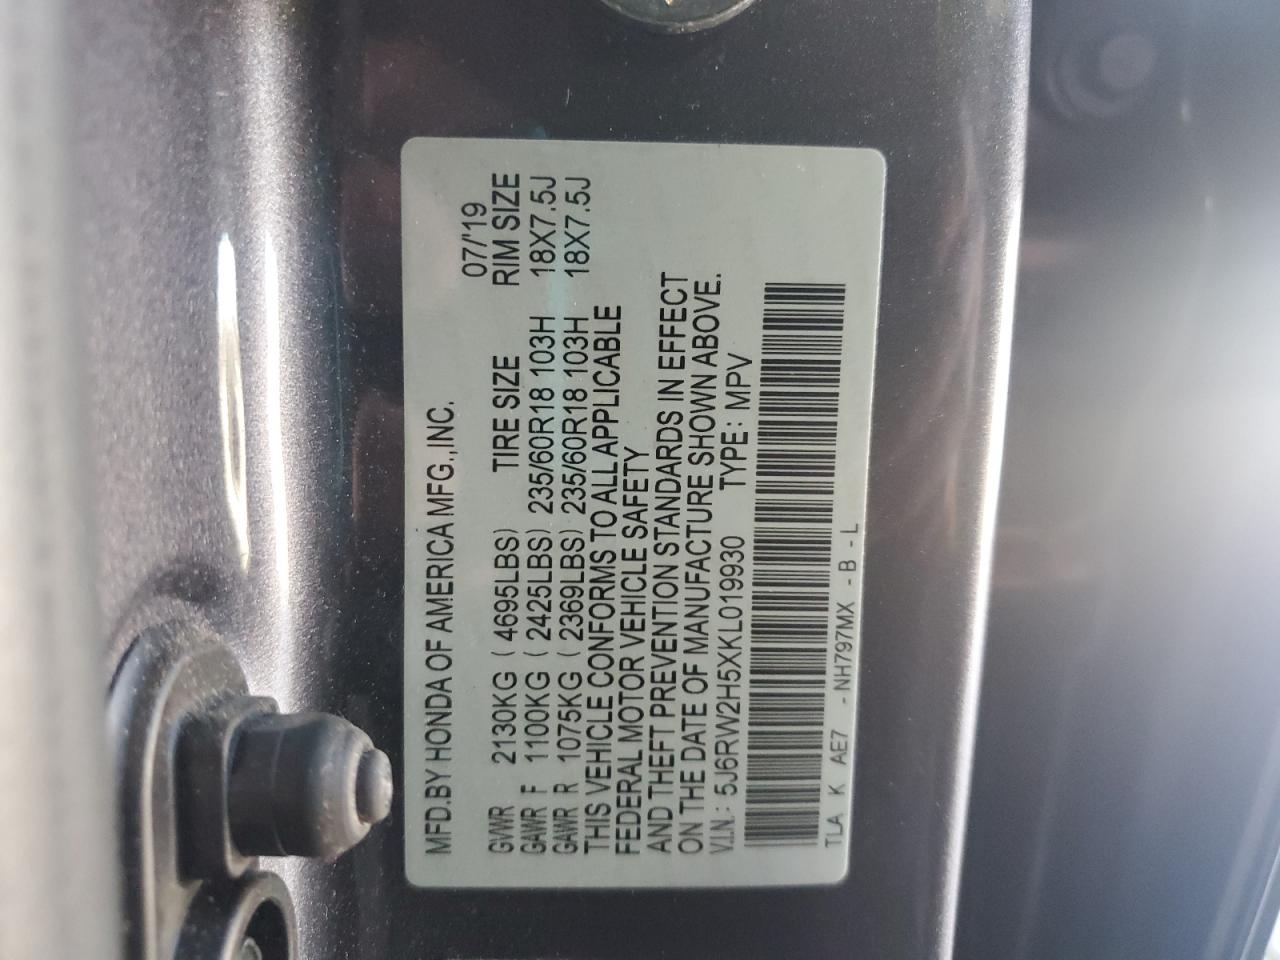 MFD.BY HONDA OF AMERICA MFG.,INC.
07/'19
GVWR 2130KG ( 4695LBS) TIRE SIZE RIM SIZE
GAWR F 1100KG ( 2425LBS) 235/60R18 103H 18X7.5J
GAWR R 1075KG ( 2369LBS) 235/60R18 103H 18X7.5J
THIS VEHICLE CONFORMS TO ALL APPLICABLE
FEDERAL MOTOR VEHICLE SAFETY
AND THEFT PREVENTION STANDARDS IN EFFECT
ON THE DATE OF MANUFACTURE SHOWN ABOVE.
V.I.N.: 5J6RW2H5XKL019930 TYPE: MPV
TLA K AE7 - NH797MX - B - L